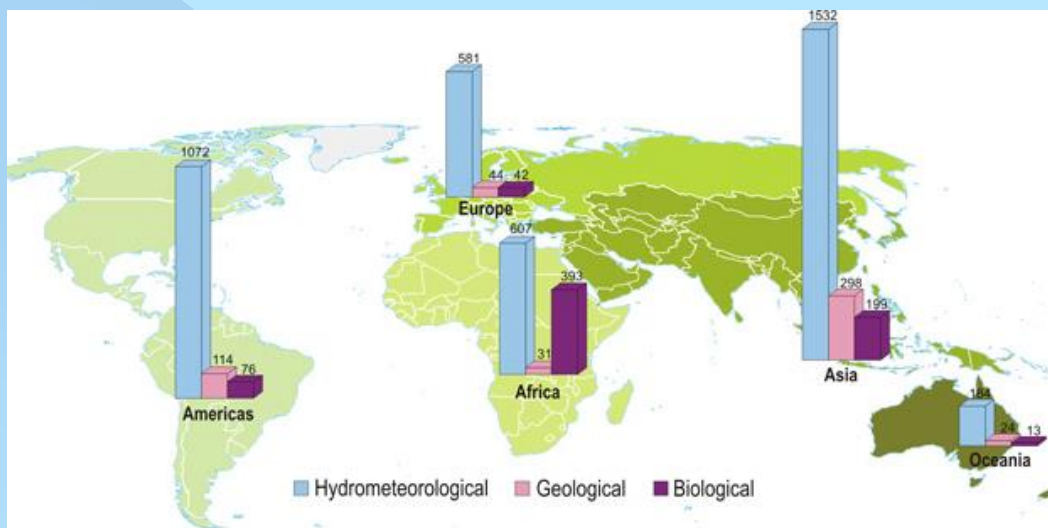 1532
581
1072
44 42
Europe
607
393
298
199
31
114
76
Africa
Asia
184
Americas
24 13
Oceania
Hydrometeorological Geological Biological